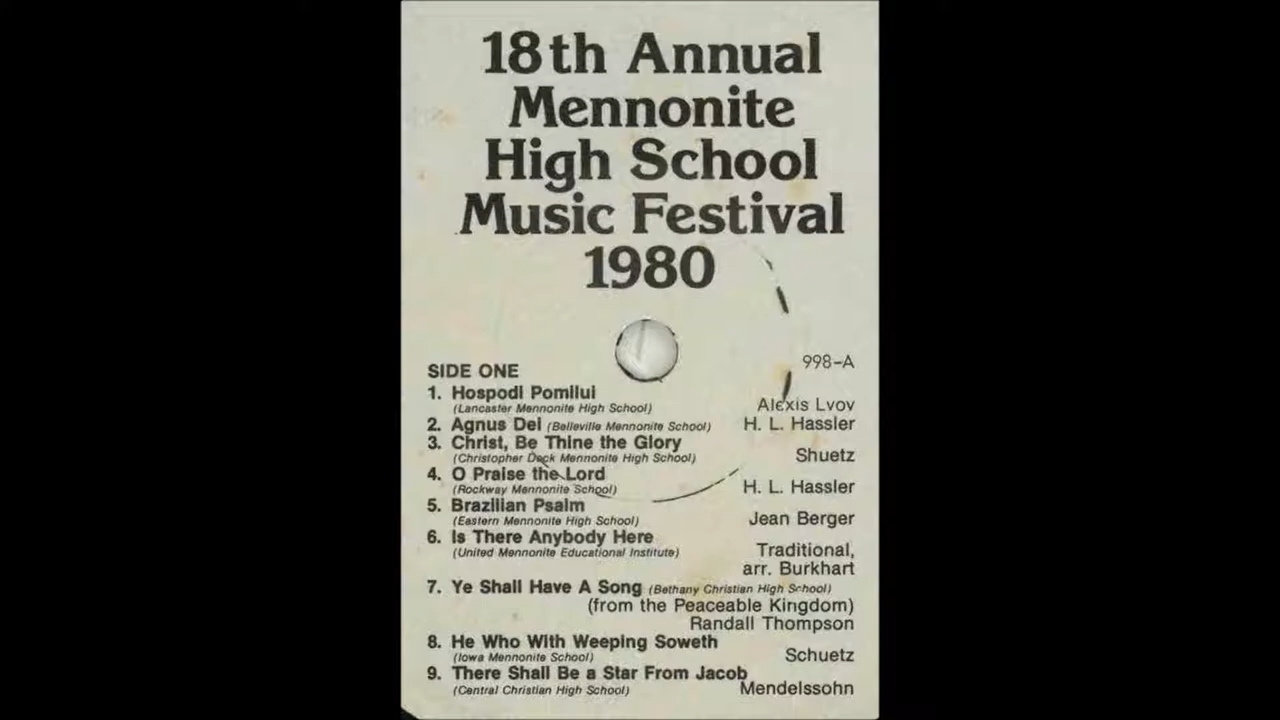 18th Annual
Mennonite
High School
Music Festival
1980
998-A
SIDE ONE
1. Hospodi Pomilui
(Lancaster Mennonite High School) Alexis Lvov
2. Agnus Dei (Belleville Mennonite School) H. L. Hassler
3. Christ, Be Thine the Glory
(Christopher Dock Mennonite High School) Shuetz
4. O Praise the Lord
(Rockway Mennonite School) H. L. Hassler
5. Brazilian Psalm
(Eastern Mennonite High School) Jean Berger
6. Is There Anybody Here
(United Mennonite Educational Institute) Traditional,
arr. Burkhart
7. Ye Shall Have A Song (Bethany Christian High School)
(from the Peaceable Kingdom)
Randall Thompson
8. He Who With Weeping Soweth
(Iowa Mennonite School) Schuetz
9. There Shall Be a Star From Jacob
(Central Christian High School) Mendelssohn